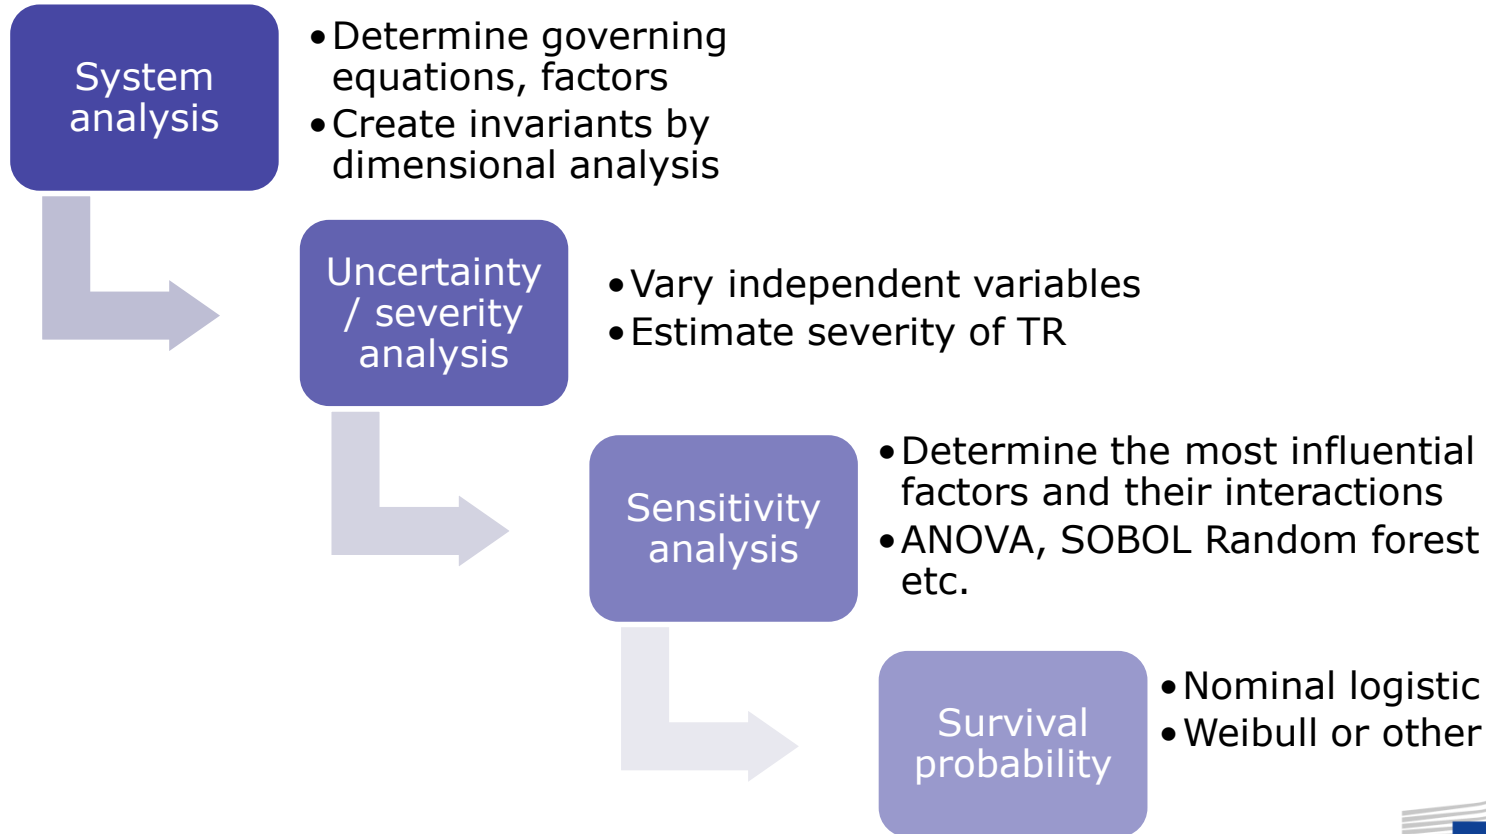 System
analysis
•Determine governing
equations, factors
•Create invariants by
dimensional analysis
Uncertainty
/ severity
analysis
•Vary independent variables
•Estimate severity of TR
Sensitivity
analysis
•Determine the most influential
factors and their interactions
•ANOVA, SOBOL Random forest
etc.
Survival
probability
•Nominal logistic
•Weibull or other